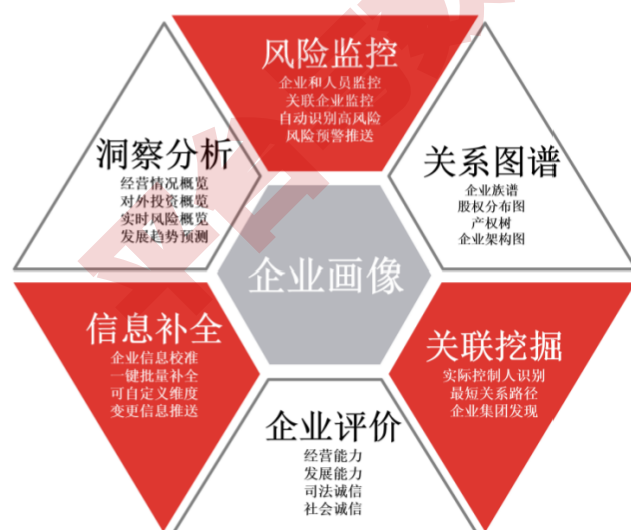 风险监控
企业和人员监控
关联企业监控
自动识别高风险
风险预警推送
洞察分析
经营情况概览
对外投资概览
实时风险概览
发展趋势预测
关系图谱
企业族谱
股权分布图
产权树
企业架构图
企业画像
信息补全
企业信息校准
一键批量补全
可自定义维度
变更信息推送
关联挖掘
实际控制人识别
最短关系路径
企业集团发现
企业评价
经营能力
发展能力
司法诚信
社会诚信